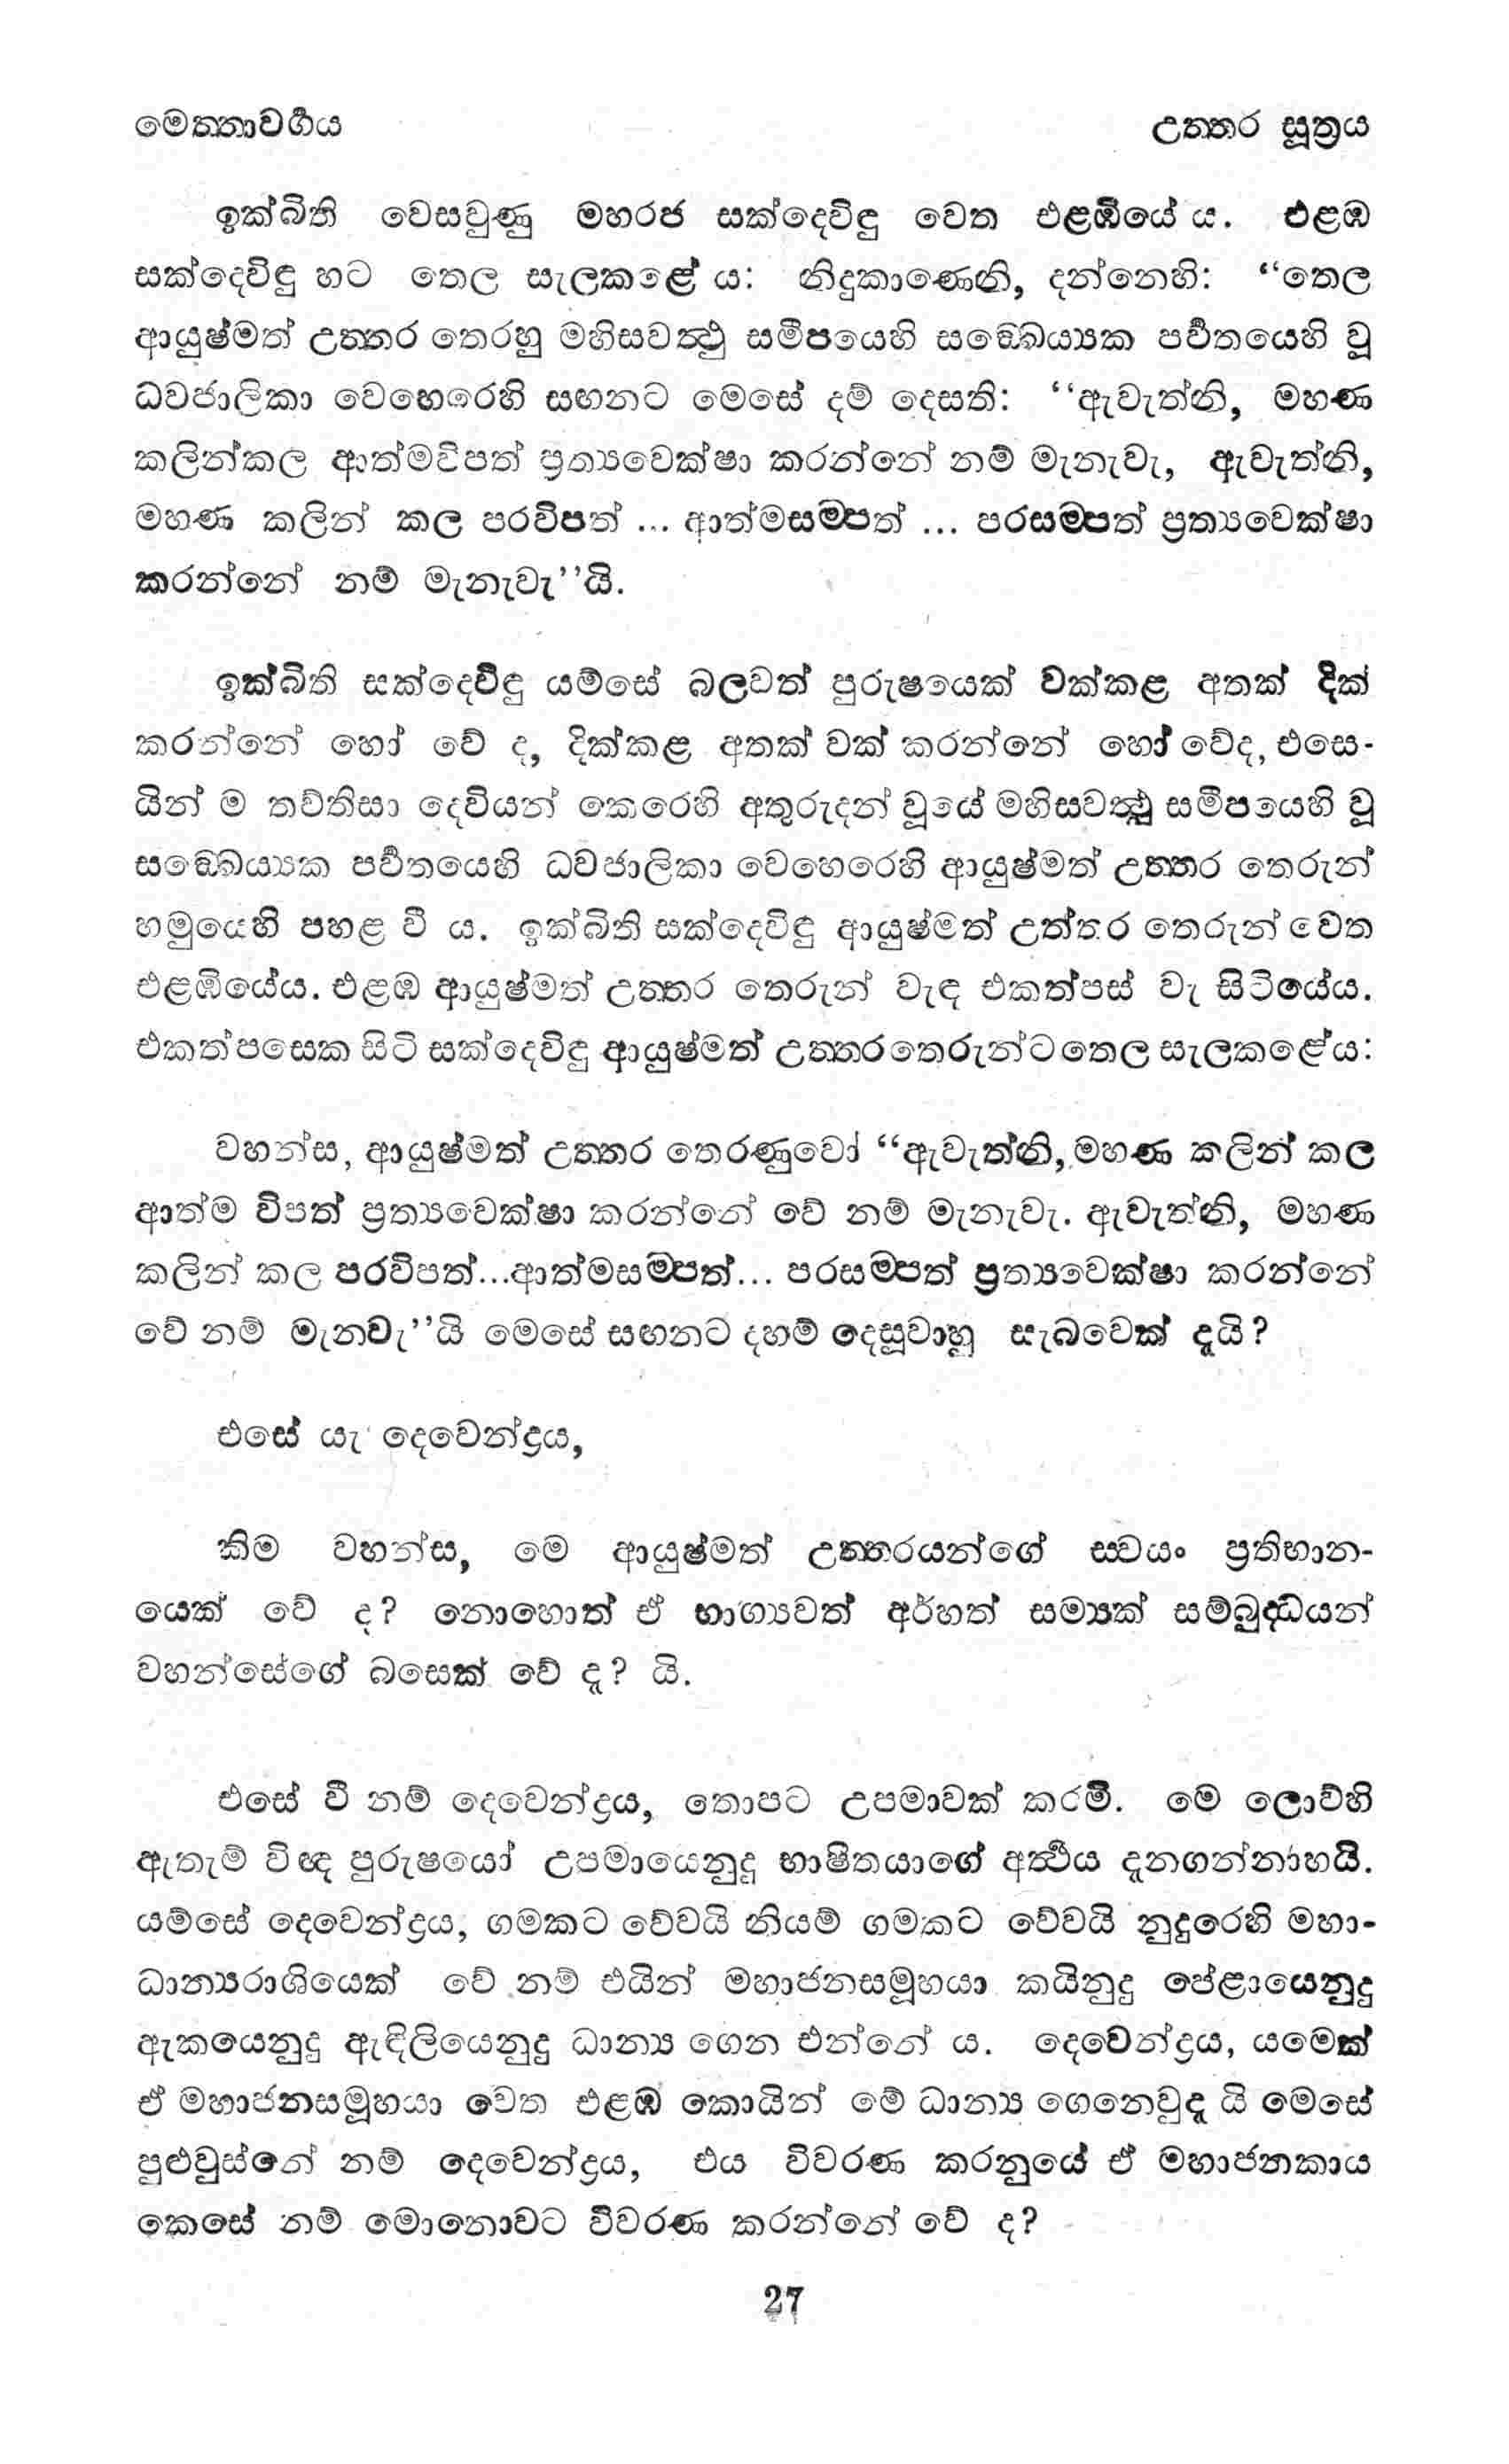 මෙත්තාවර්ගය
උත්තර සූත්‍රය
ඉක්බිති වෙසවුණු මහරජ සක්දෙවිඳු වෙත එළඹියේ ය. එළඹ
සක්දෙවිඳු හට තෙල සැලකළේ ය: නිදුකාණෙනි, දන්නෙහි: “තෙල
ආයුෂ්මත් උත්තර තෙරහු මහිසවත්ථු සමීපයෙහි සඞ්ඛෙය්‍යක පර්වතයෙහි වූ
ධවජාලිකා වෙහෙරෙහි සඟනට මෙසේ දම් දෙසති: “ඇවැත්නි, මහණ
කලින්කල ආත්මවිපත් ප්‍රත්‍යවෙක්ෂා කරන්නේ නම් මැනැවැ, ඇවැත්නි,
මහණ කලින් කල පරවිපත් ... ආත්මසම්පත් ... පරසම්පත් ප්‍රත්‍යවෙක්ෂා
කරන්නේ නම් මැනැවැ”යි.
ඉක්බිති සක්දෙවිඳු යම්සේ බලවත් පුරුෂයෙක් වක්කළ අතක් දික්
කරන්නේ හෝ වේ ද, දික්කළ අතක් වක් කරන්නේ හෝ වේද, එසෙ-
යින් ම තව්තිසා දෙවියන් කෙරෙහි අතුරුදන් වූයේ මහිසවත්ථු සමීපයෙහි වූ
සඞ්ඛෙය්‍යක පර්වතයෙහි ධවජාලිකා වෙහෙරෙහි ආයුෂ්මත් උත්තර තෙරුන්
හමුයෙහි පහළ වී ය. ඉක්බිති සක්දෙවිඳු ආයුෂ්මත් උත්තර තෙරුන් වෙත
එළඹියේය. එළඹ ආයුෂ්මත් උත්තර තෙරුන් වැඳ එකත්පස් වැ සිටියේය.
එකත්පසෙක සිටි සක්දෙවිඳු ආයුෂ්මත් උත්තර තෙරුන්ට තෙල සැලකළේය:
වහන්ස, ආයුෂ්මත් උත්තර තෙරණුවෝ “ඇවැත්නි, මහණ කලින් කල
ආත්ම විපත් ප්‍රත්‍යවෙක්ෂා කරන්නේ වේ නම් මැනැවැ. ඇවැත්නි, මහණ
කලින් කල පරවිපත්...ආත්මසම්පත්... පරසම්පත් ප්‍රත්‍යවෙක්ෂා කරන්නේ
වේ නම් මැනවැ”යි මෙසේ සඟනට දහම් දෙසූවාහු සැබවෙක් දැයි?
එසේ යැ දෙවෙන්ද්‍රය,
කිම වහන්ස, මෙ ආයුෂ්මත් උත්තරයන්ගේ ස්වයං ප්‍රතිභාන-
යෙක් වේ ද? නොහොත් ඒ භාග්‍යවත් අර්හත් සම්‍යක් සම්බුද්ධයන්
වහන්සේගේ බසෙක් වේ දැ? යි.
එසේ වී නම් දෙවෙන්ද්‍රය, තොපට උපමාවක් කරමි. මෙ ලොව්හි
ඇතැම් විඥ පුරුෂයෝ උපමායෙනුදු භාෂිතයාගේ අර්ත්‍ථය දැනගන්නාහයි.
යම්සේ දෙවෙන්ද්‍රය, ගමකට වේවයි නියම් ගමකට වේවයි නුදුරෙහි මහා-
ධාන්‍යරාශියෙක් වේ නම් එයින් මහාජනසමූහයා කයිනුදු පේළායෙනුදු
ඇකයෙනුදු ඇඳිලියෙනුදු ධාන්‍ය ගෙන එන්නේ ය. දෙවෙන්ද්‍රය, යමෙක්
ඒ මහාජනසමූහයා වෙත එළඹ කොයින් මේ ධාන්‍ය ගෙනෙවුදැ යි මෙසේ
පුළුවුස්නේ නම් දෙවෙන්ද්‍රය, එය විවරණ කරනුයේ ඒ මහාජනකාය
කෙසේ නම් මොනොවට විවරණ කරන්නේ වේ ද?
27